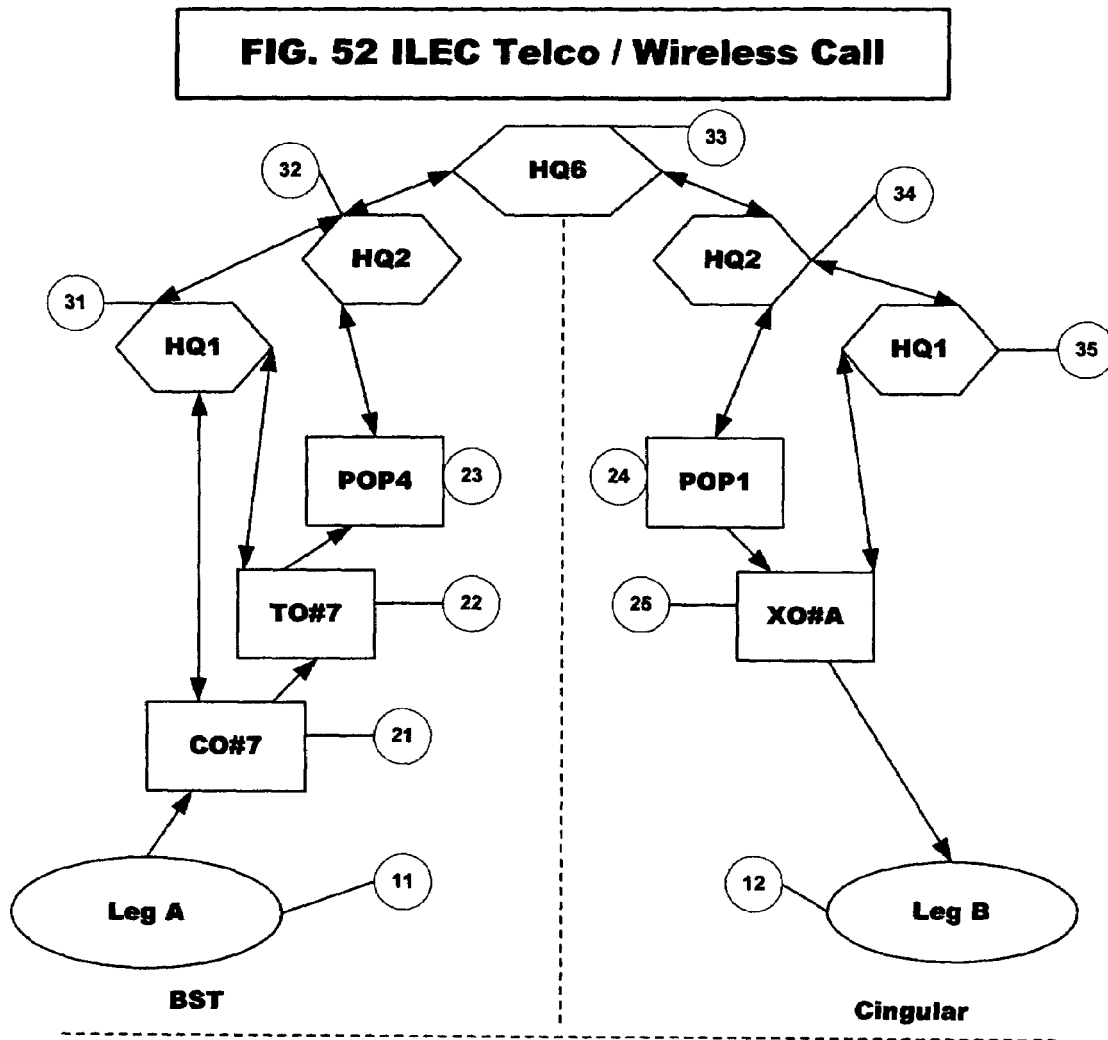 FIG. 52 ILEC Telco / Wireless Call
33
HQ6
32
34
HQ2
HQ2
31
HQ1
HQ1
35
POP4
23
24
POP1
TO#7
22
25
XO#A
CO#7
21
Leg A
11
12
Leg B
BST
Cingular